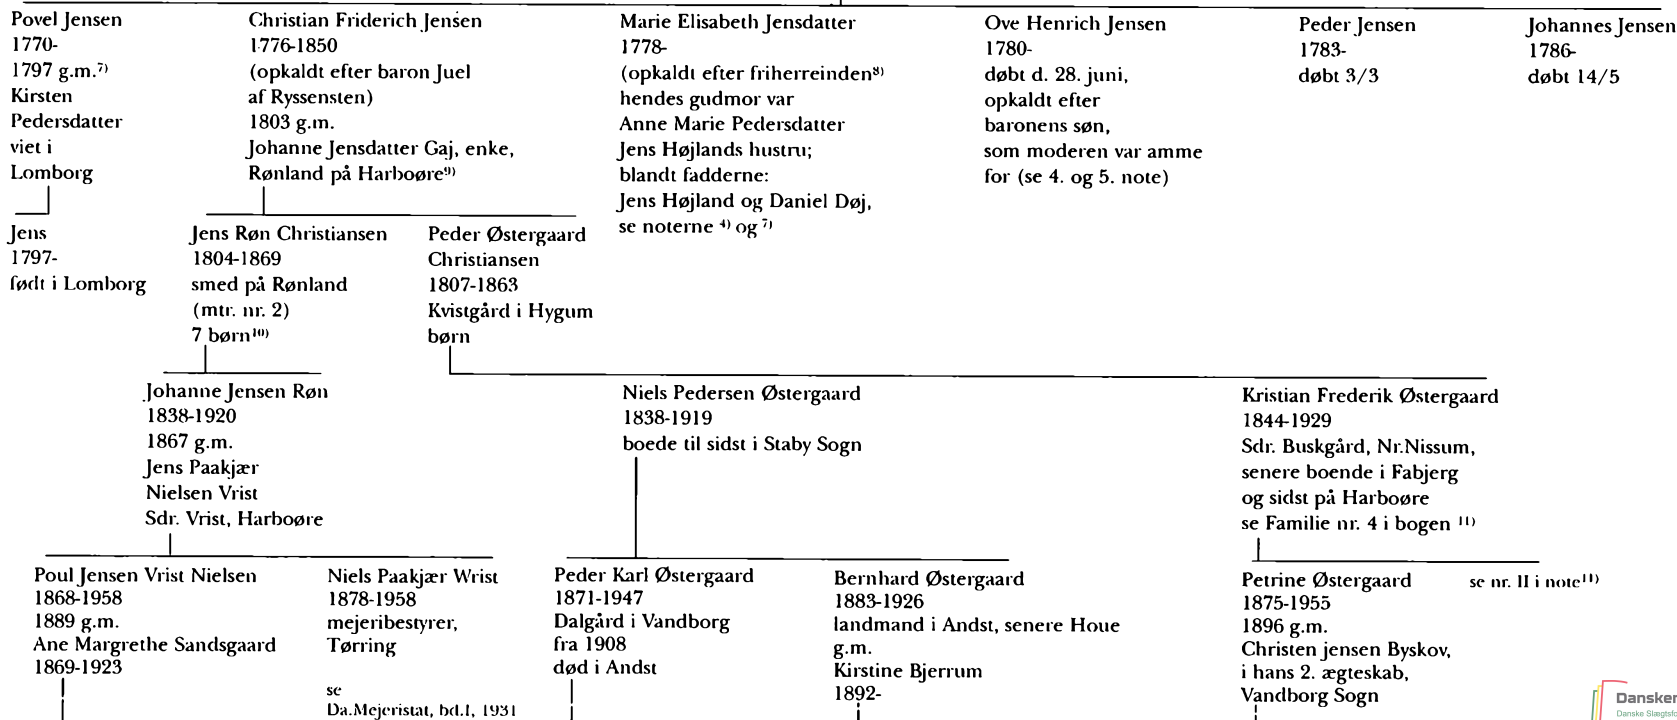 Povel Jensen
1770-
1797 g.m.⁷⁾
Kirsten
Pedersdatter
viet i
Lomborg
Christian Friderich Jensen
1776-1850
(opkaldt efter baron Juel
af Ryssensten)
1803 g.m.
Johanne Jensdatter Gaj, enke,
Rønland på Harboøre⁹⁾
Marie Elisabeth Jensdatter
1778-
(opkaldt efter friherreinden⁸⁾
hendes gudmor var
Anne Marie Pedersdatter
Jens Højlands hustru;
blandt fadderne:
Jens Højland og Daniel Døj,
se noterne ⁴⁾ og ⁷⁾
Ove Henrich Jensen
1780-
døbt d. 28. juni,
opkaldt efter
baronens søn,
som moderen var amme
for (se 4. og 5. note)
Peder Jensen
1783-
døbt 3/3
Johannes Jensen
1786-
døbt 14/5
Jens
1797-
født i Lomborg
Jens Røn Christiansen
1804-1869
smed på Rønland
(mtr. nr. 2)
7 børn¹⁰⁾
Peder Østergaard
Christiansen
1807-1863
Kvistgård i Hygum
børn
Johanne Jensen Røn
1838-1920
1867 g.m.
Jens Paakjær
Nielsen Vrist
Sdr. Vrist, Harboøre
Niels Pedersen Østergaard
1838-1919
boede til sidst i Staby Sogn
Kristian Frederik Østergaard
1844-1929
Sdr. Buskgård, Nr.Nissum,
senere boende i Fabjerg
og sidst på Harboøre
se Familie nr. 4 i bogen ¹¹⁾
Poul Jensen Vrist Nielsen
1868-1958
1889 g.m.
Ane Margrethe Sandsgaard
1869-1923
Niels Paakjær Wrist
1878-1958
mejeribestyrer,
Tørring
se
Da.Mejeristat, bd.I, 1931
Peder Karl Østergaard
1871-1947
Dalgård i Vandborg
fra 1908
død i Andst
Bernhard Østergaard
1883-1926
landmand i Andst, senere Houe
g.m.
Kirstine Bjerrum
1892-
Petrine Østergaard
1875-1955
1896 g.m.
Christen jensen Byskov,
i hans 2. ægteskab,
Vandborg Sogn
se nr. II i note¹¹⁾
Dansker
Danske Slægtsfo